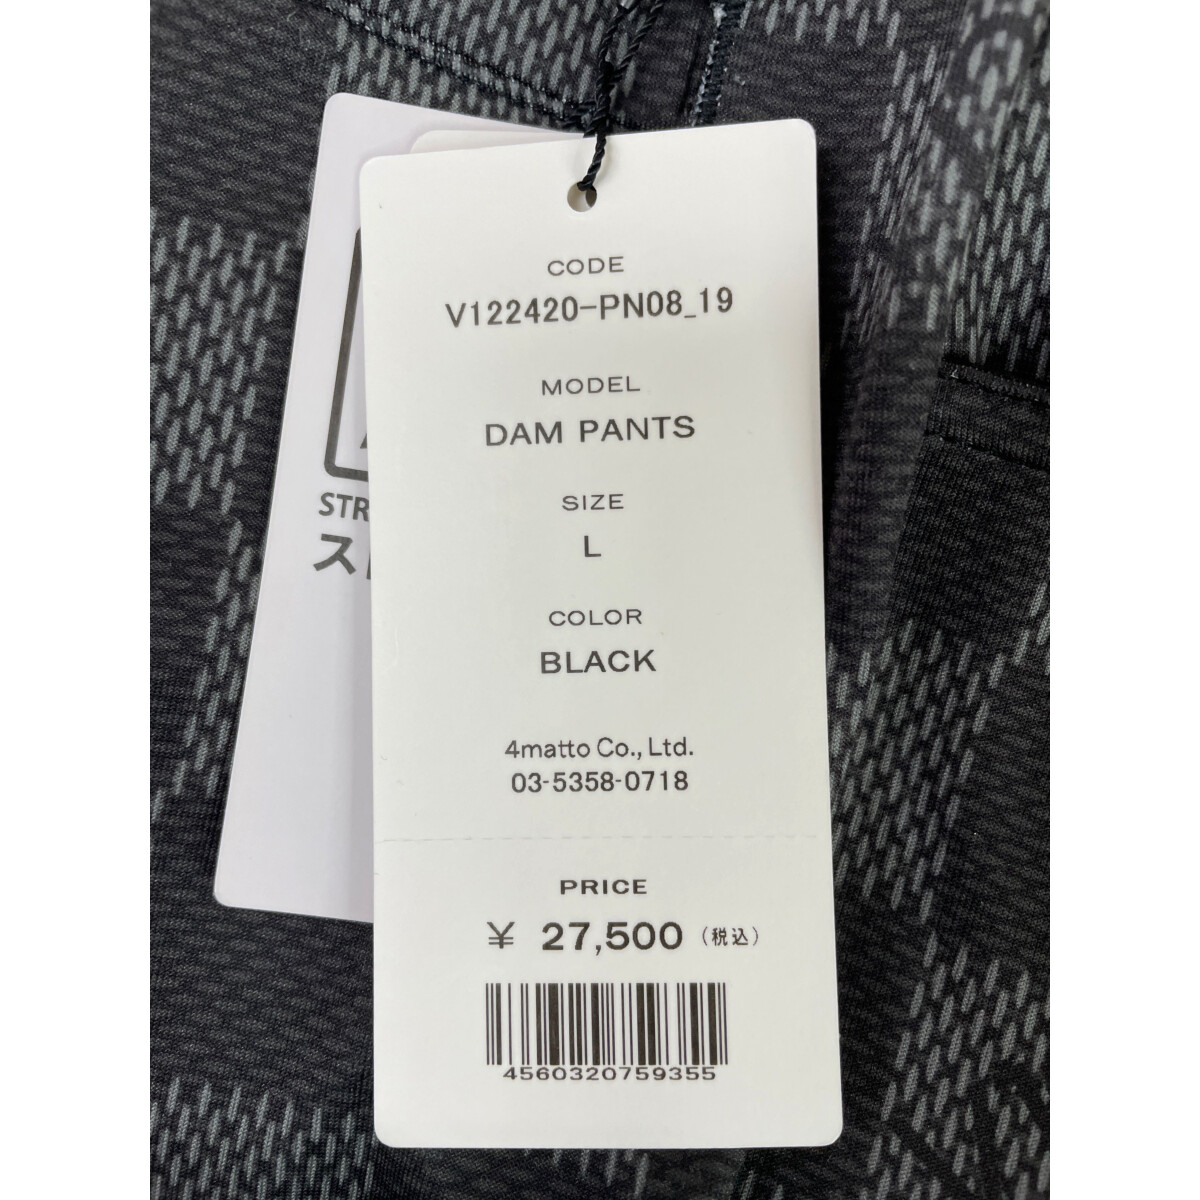 CODE
V122420-PN08_19
MODEL
DAM PANTS
SIZE
L
COLOR
BLACK
4matto Co., Ltd.
03-5358-0718
PRICE
¥ 27,500 (税込)
4560320759355
STR
ス